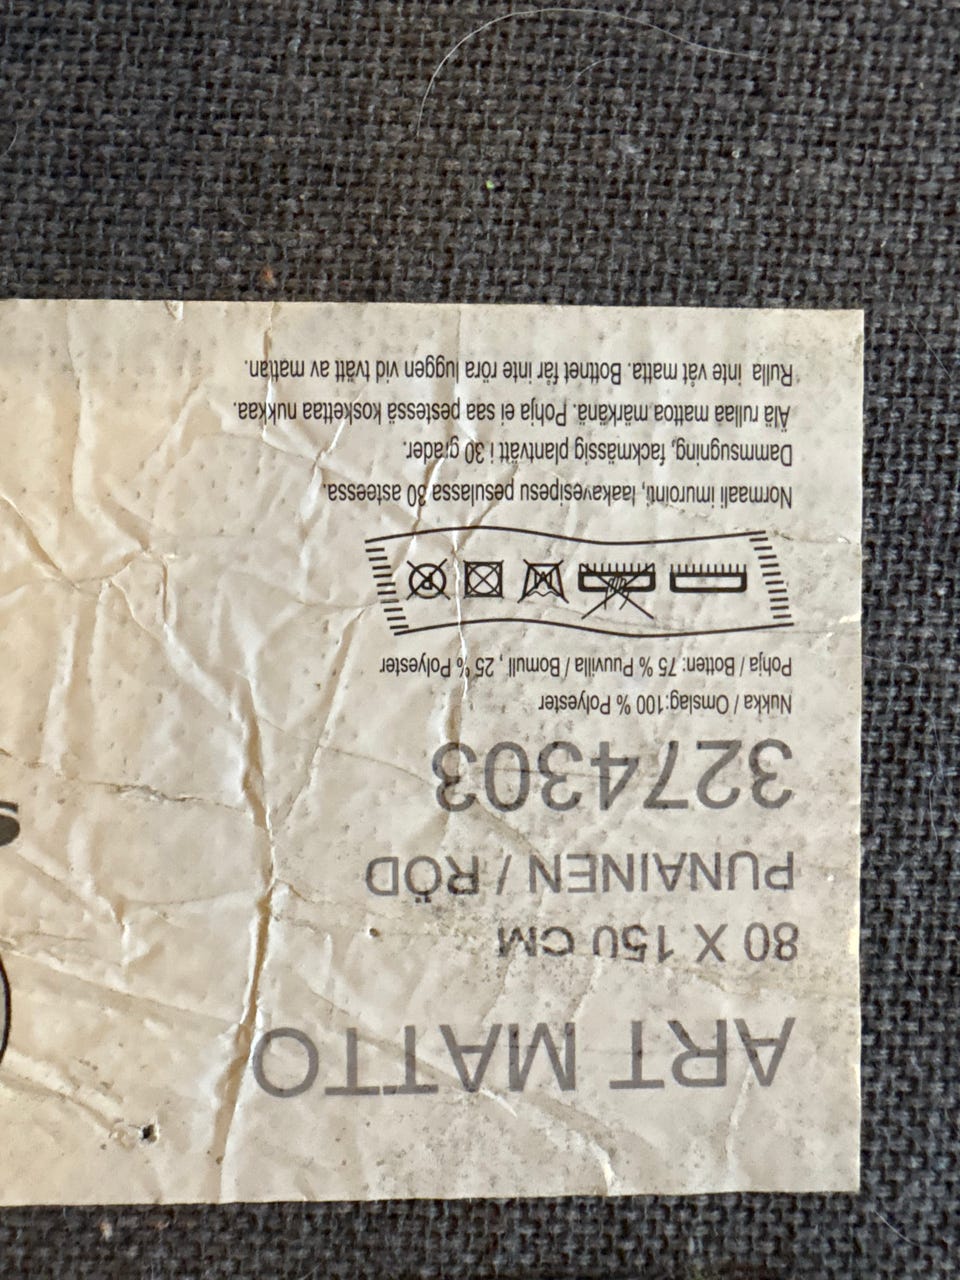 ART MATTO
80 X 150 CM
PUNAINEN / RÖD
3274303
Nukka / Omslag:100 % Polyester
Pohja / Botten: 75 % Puuvilla / Bomull , 25 % Polyester
Normaali imurointi, laakavesipesu pesulassa 30 asteessa.
Dammsugning, fackmässig plantvätt i 30 grader.
Älä rullaa mattoa märkänä. Pohja ei saa pestessä koskettaa nukkaa.
Rulla inte våt matta. Bottnet får inte röra luggen vid tvätt av mattan.